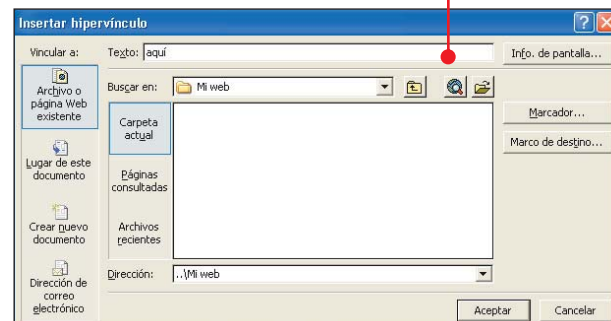 Insertar hipervínculo
Vincular a:
Texto: aquí
Info. de pantalla...
Archivo o
página Web
existente
Buscar en: Mi web
Carpeta
actual
Marcador...
Marco de destino...
Lugar de este
documento
Páginas
consultadas
Crear nuevo
documento
Archivos
recientes
Dirección: ..\Mi web
Dirección de
correo
electrónico
Aceptar
Cancelar